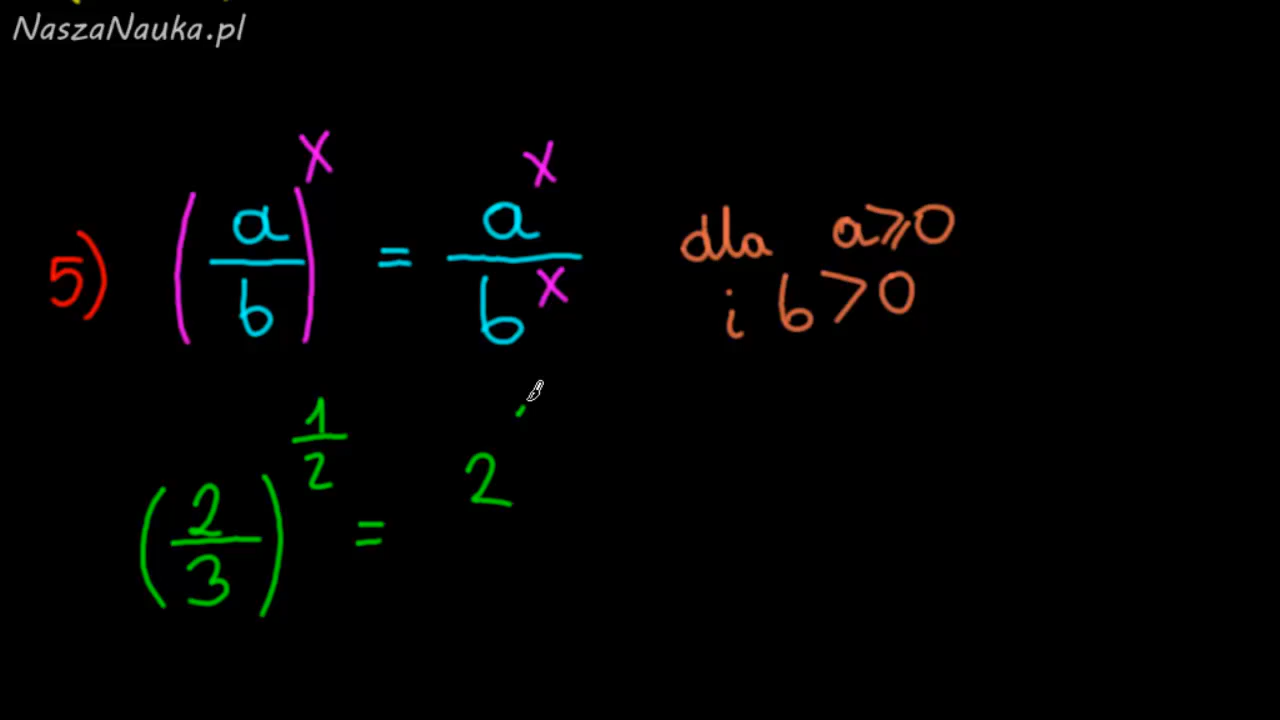 NaszaNauka.pl
5) (a/b)^x = a^x/b^x dla a⩾0
i b>0
(2/3)^(1/2) = 2